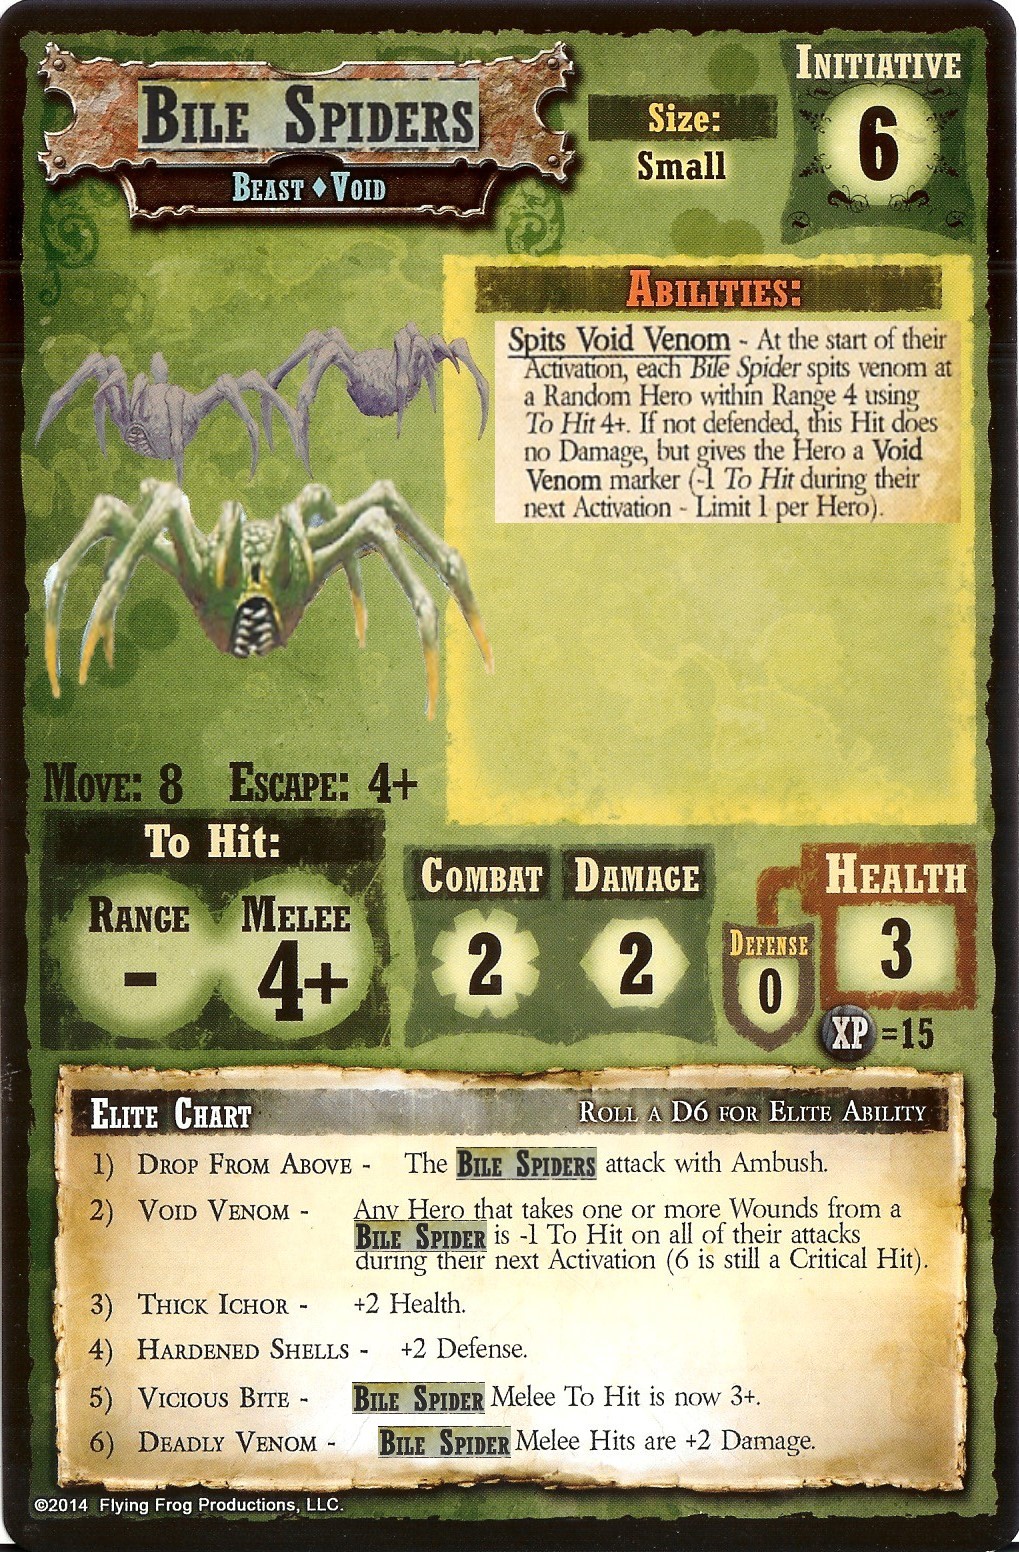 BILE SPIDERS
BEAST ♦ VOID
Size:
Small
INITIATIVE
6
ABILITIES:
Spits Void Venom - At the start of their
Activation, each Bile Spider spits venom at
a Random Hero within Range 4 using
To Hit 4+. If not defended, this Hit does
no Damage, but gives the Hero a Void
Venom marker (-1 To Hit during their
next Activation - Limit 1 per Hero).
MOVE: 8 ESCAPE: 4+
To Hit:
RANGE MELEE
- 4+
COMBAT
2
DAMAGE
2
DEFENSE
0
HEALTH
3
XP =15
ELITE CHART ROLL A D6 FOR ELITE ABILITY
1) DROP FROM ABOVE - The BILE SPIDERS attack with Ambush.
2) VOID VENOM - Any Hero that takes one or more Wounds from a
BILE SPIDER is -1 To Hit on all of their attacks
during their next Activation (6 is still a Critical Hit).
3) THICK ICHOR - +2 Health.
4) HARDENED SHELLS - +2 Defense.
5) VICIOUS BITE - BILE SPIDER Melee To Hit is now 3+.
6) DEADLY VENOM - BILE SPIDER Melee Hits are +2 Damage.
©2014 Flying Frog Productions, LLC.